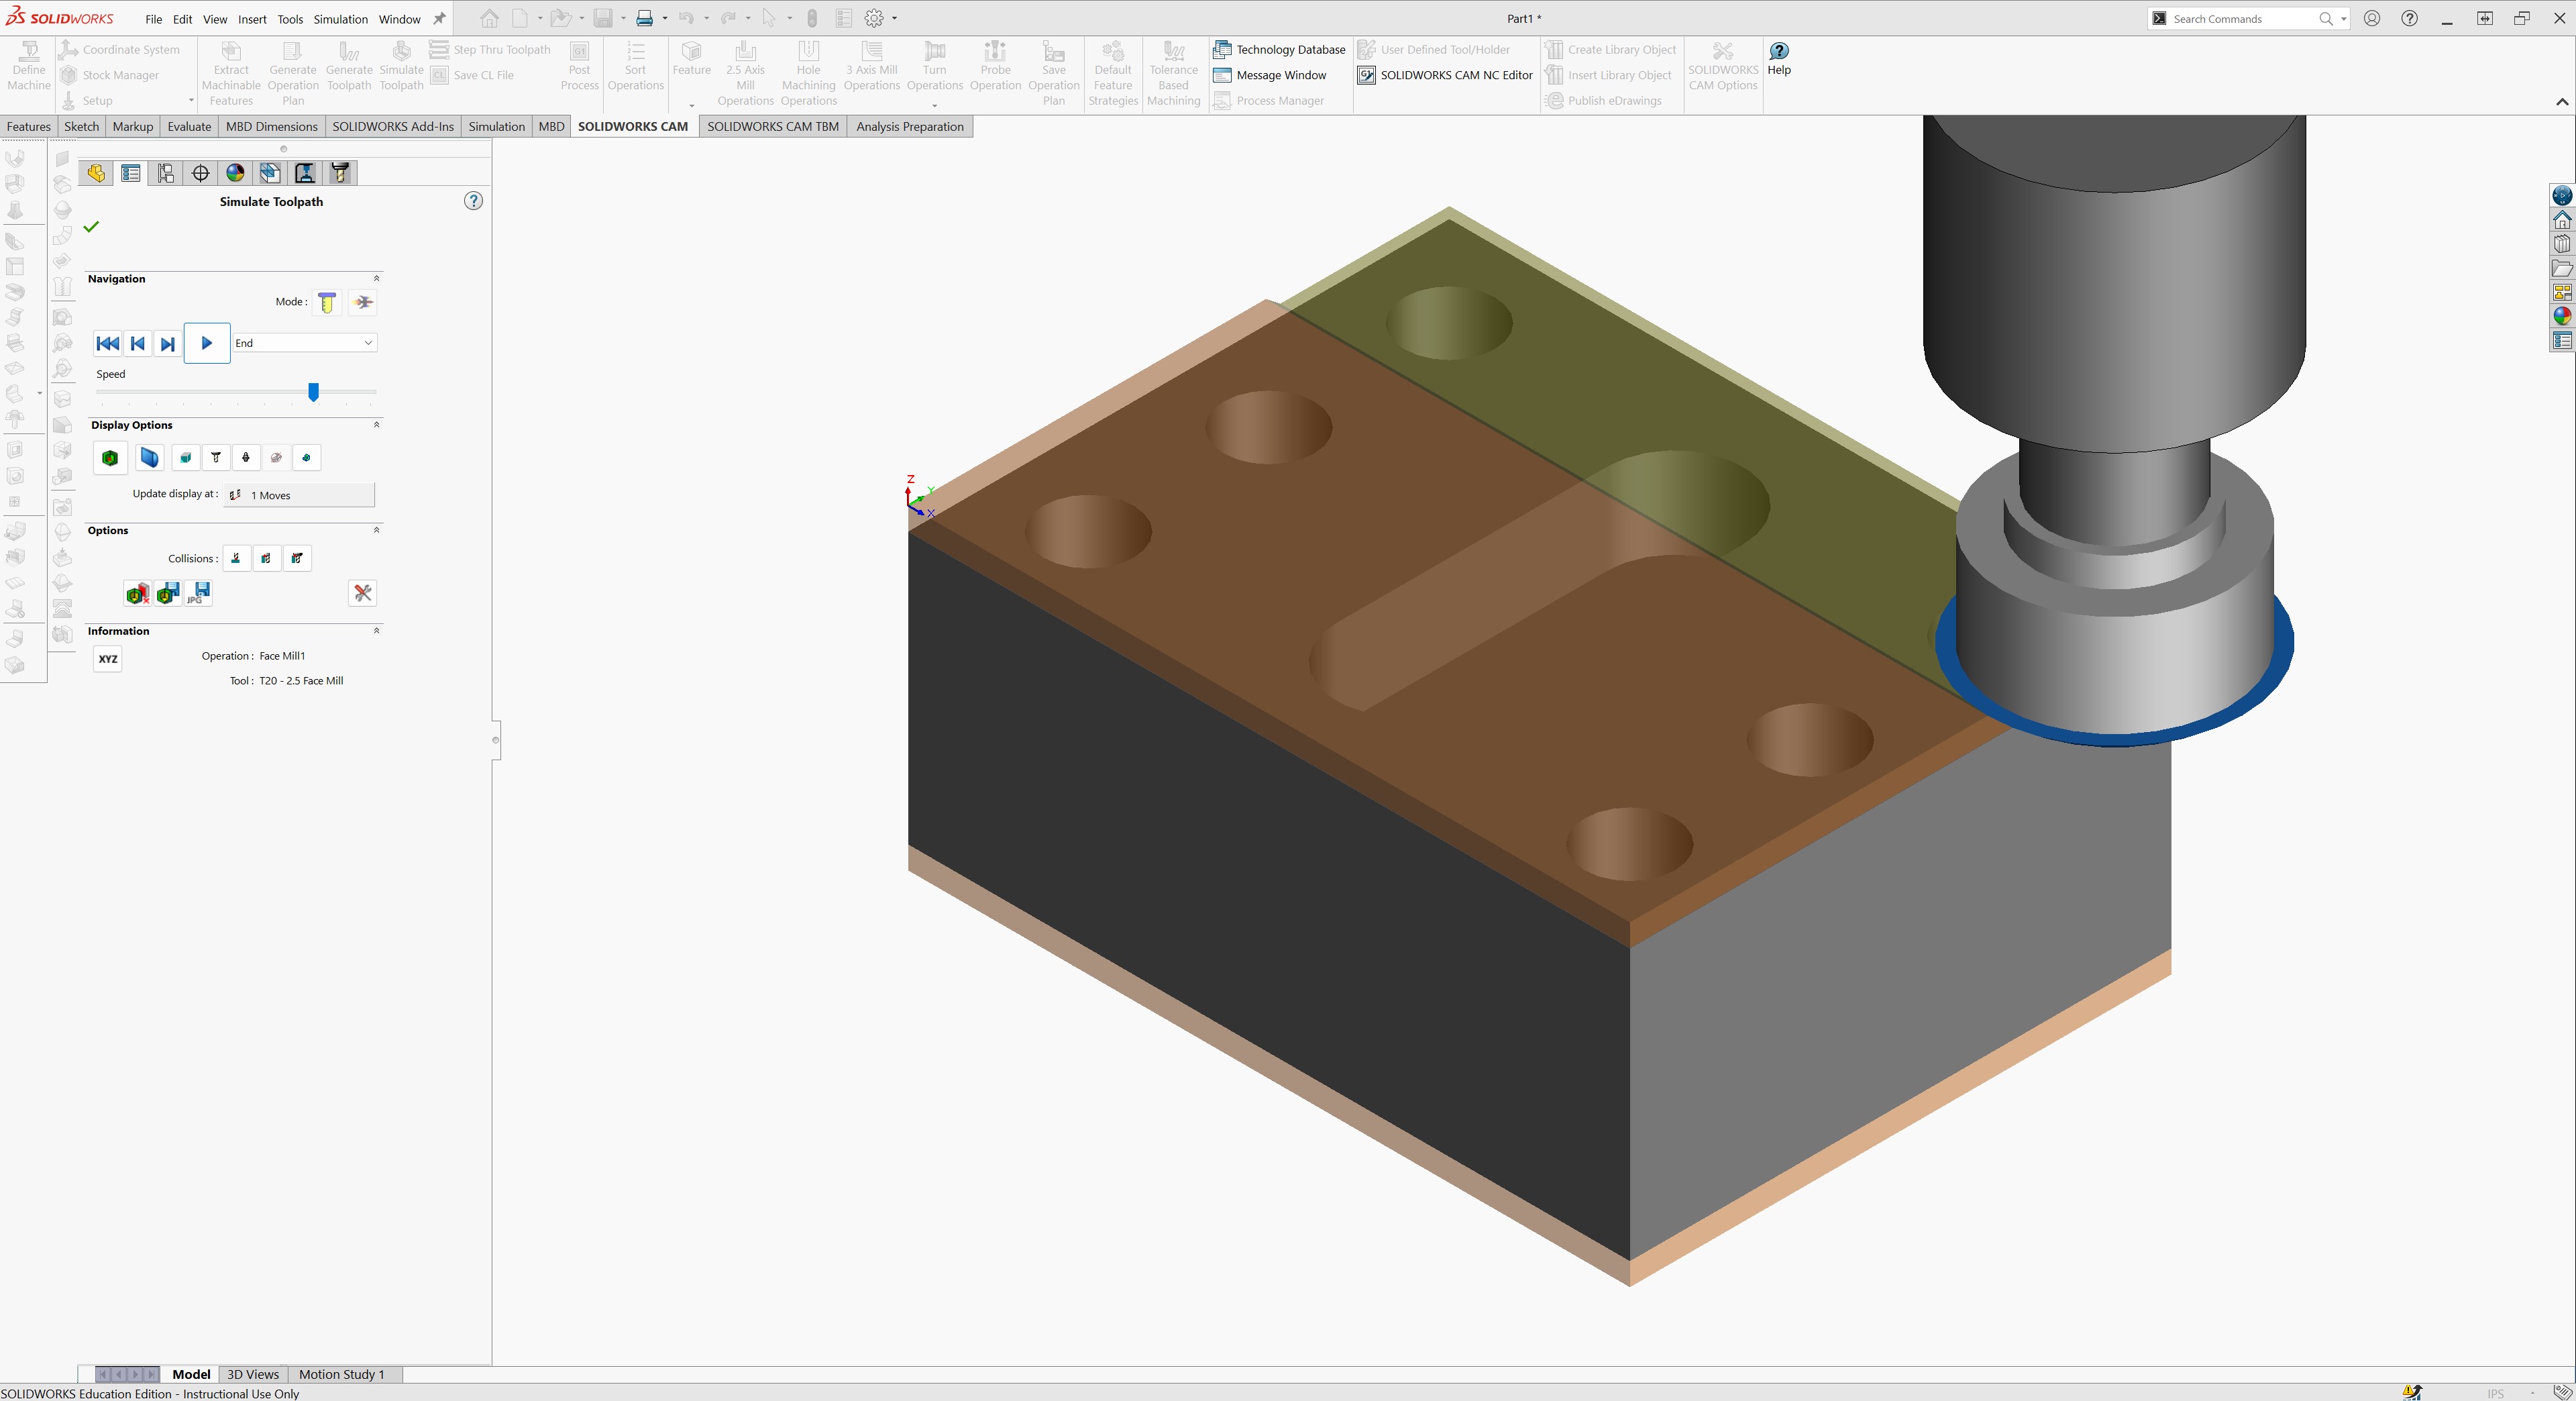 SOLIDWORKS File Edit View Insert Tools Simulation Window Part1 * Search Commands
Define Machine
Coordinate System
Stock Manager
Setup
Extract Machinable Features
Generate Operation Plan
Generate Toolpath
Simulate Toolpath
Step Thru Toolpath
Save CL File
Post Process
Sort Operations
Feature
2.5 Axis Mill Operations
Hole Machining Operations
3 Axis Mill Operations
Turn Operations
Probe Operation
Save Operation Plan
Default Feature Strategies
Tolerance Based Machining
Technology Database
Message Window
Process Manager
User Defined Tool/Holder
SOLIDWORKS CAM NC Editor
Create Library Object
Insert Library Object
Publish eDrawings
SOLIDWORKS CAM Options
Help
Features Sketch Markup Evaluate MBD Dimensions SOLIDWORKS Add-Ins Simulation MBD SOLIDWORKS CAM SOLIDWORKS CAM TBM Analysis Preparation
Simulate Toolpath
Navigation
Mode :
End
Speed
Display Options
Update display at : 1 Moves
Options
Collisions :
JPG
Information
XYZ Operation : Face Mill1
Tool : T20 - 2.5 Face Mill
Z
Y
X
Model 3D Views Motion Study 1
SOLIDWORKS Education Edition - Instructional Use Only IPS -